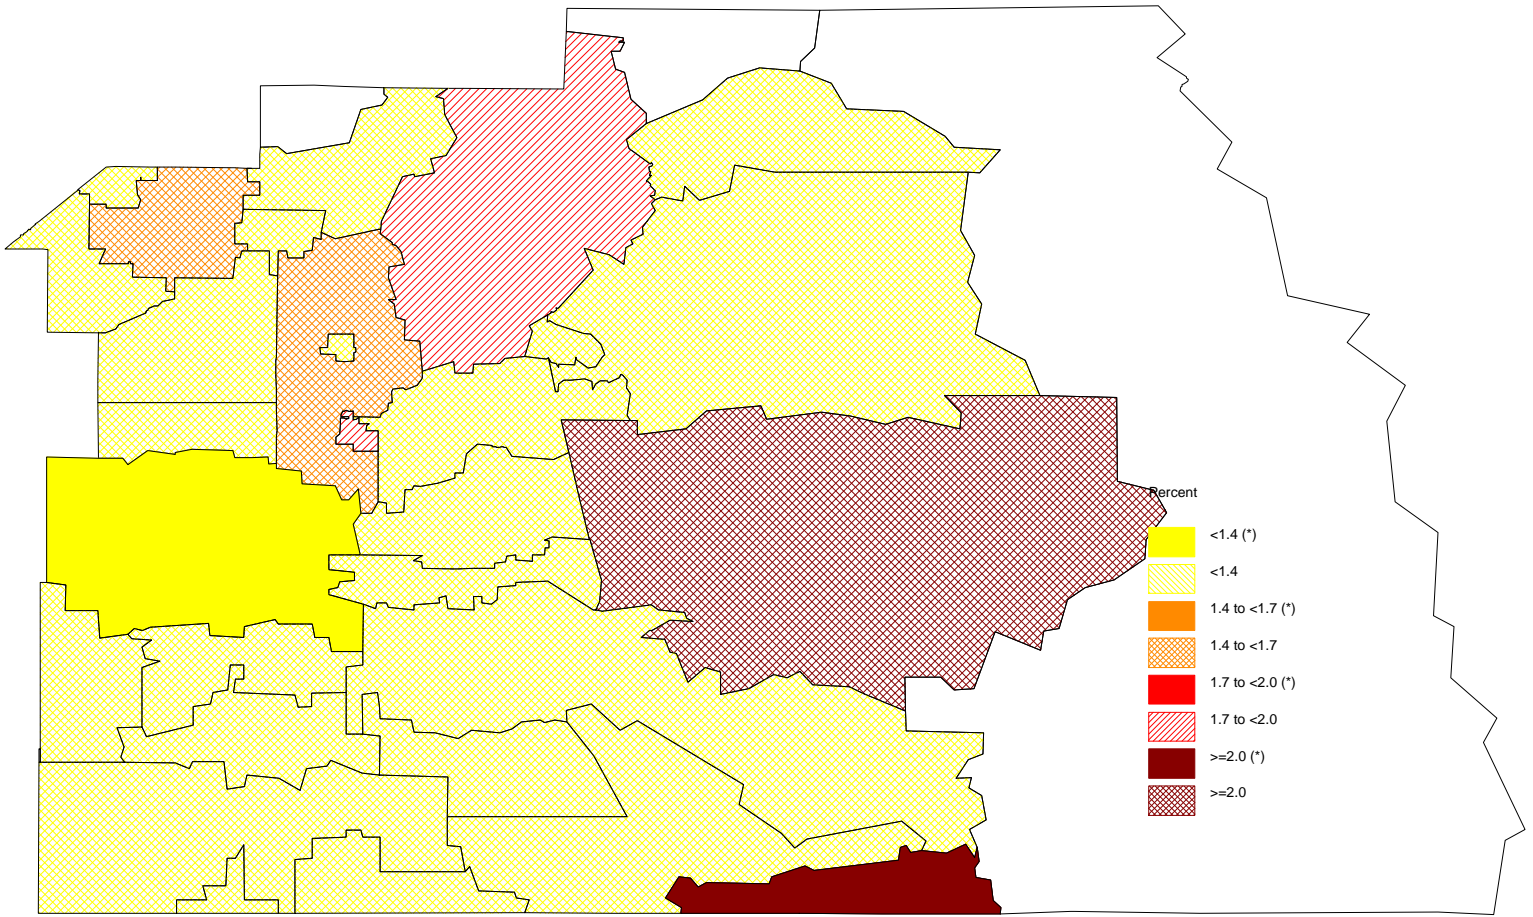 Percent
<1.4 (*)
<1.4
1.4 to <1.7 (*)
1.4 to <1.7
1.7 to <2.0 (*)
1.7 to <2.0
>=2.0 (*)
>=2.0